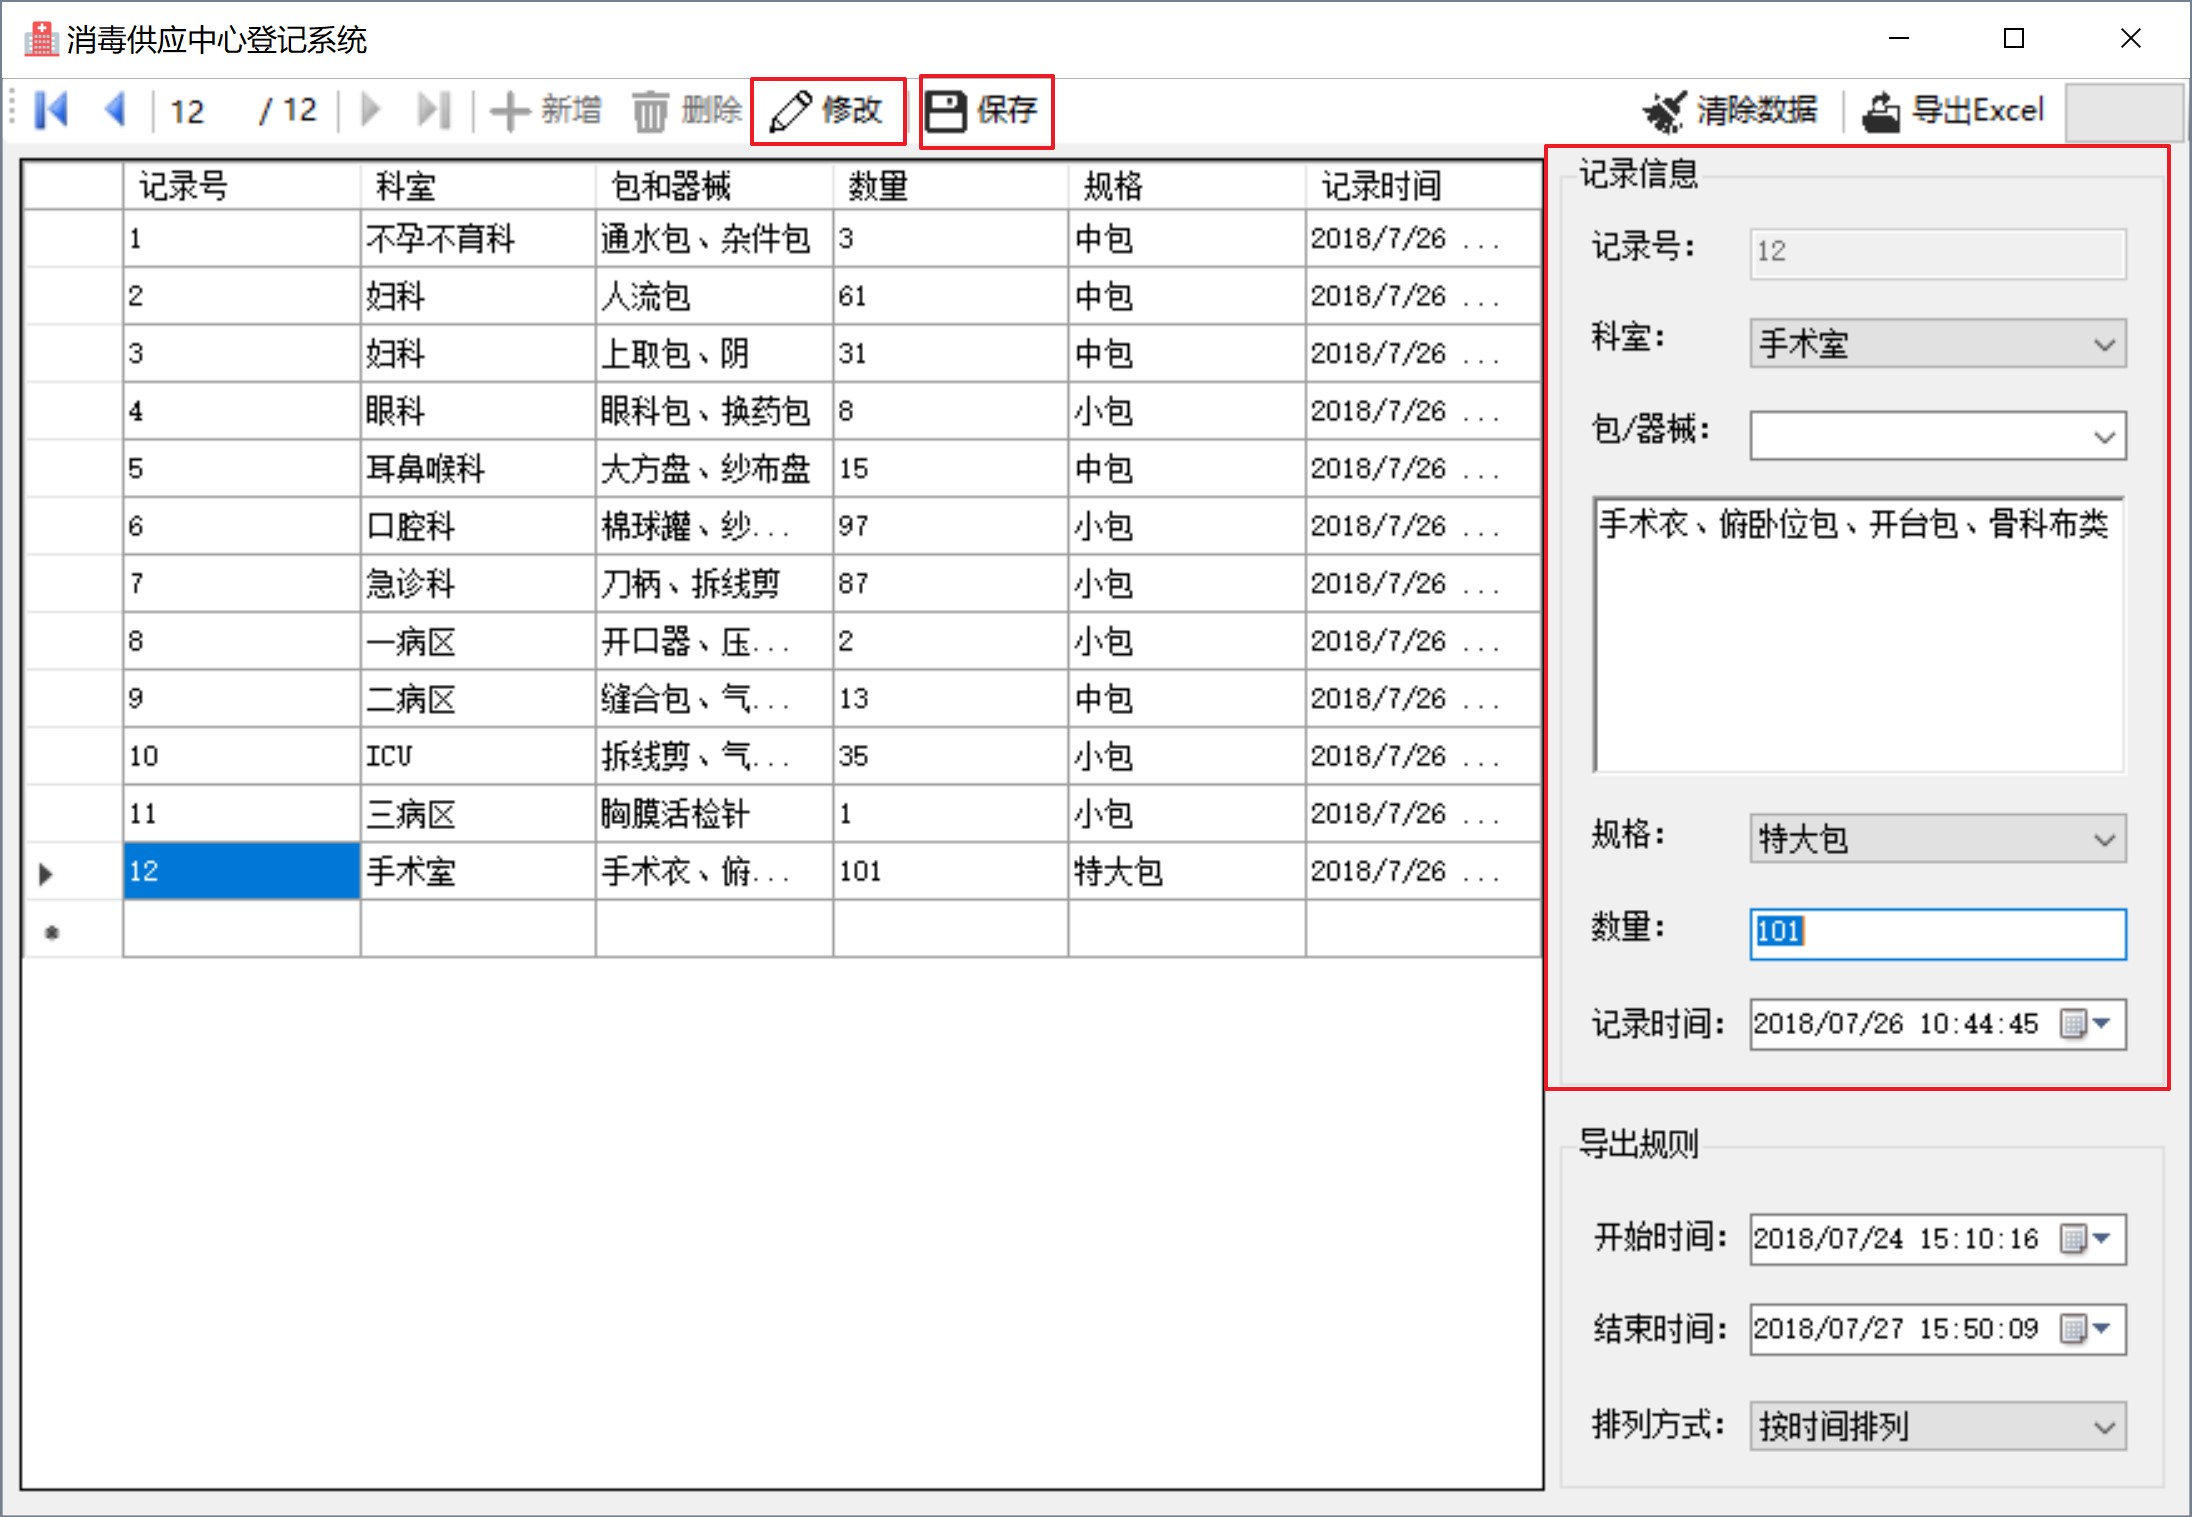 消毒供应中心登记系统
12 / 12 新增 删除 修改 保存 清除数据 导出Excel
记录号 科室 包和器械 数量 规格 记录时间
1 不孕不育科 通水包、杂件包 3 中包 2018/7/26 ...
2 妇科 人流包 61 中包 2018/7/26 ...
3 妇科 上取包、阴 31 中包 2018/7/26 ...
4 眼科 眼科包、换药包 8 小包 2018/7/26 ...
5 耳鼻喉科 大方盘、纱布盘 15 中包 2018/7/26 ...
6 口腔科 棉球罐、纱... 97 小包 2018/7/26 ...
7 急诊科 刀柄、拆线剪 87 小包 2018/7/26 ...
8 一病区 开口器、压... 2 小包 2018/7/26 ...
9 二病区 缝合包、气... 13 中包 2018/7/26 ...
10 ICU 拆线剪、气... 35 小包 2018/7/26 ...
11 三病区 胸膜活检针 1 小包 2018/7/26 ...
12 手术室 手术衣、俯... 101 特大包 2018/7/26 ...
记录信息
记录号: 12
科室: 手术室
包/器械:
手术衣、俯卧位包、开台包、骨科布类
规格: 特大包
数量: 101
记录时间: 2018/07/26 10:44:45
导出规则
开始时间: 2018/07/24 15:10:16
结束时间: 2018/07/27 15:50:09
排列方式: 按时间排列